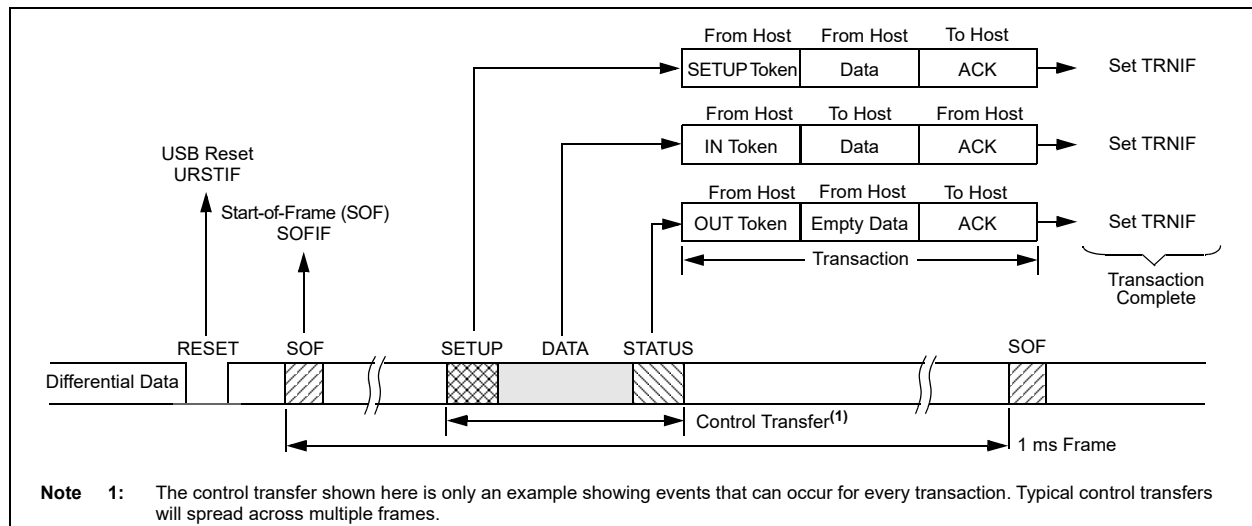 From Host From Host To Host
SETUP Token Data ACK Set TRNIF
From Host To Host From Host
IN Token Data ACK Set TRNIF
USB Reset
URSTIF
From Host From Host To Host
Start-of-Frame (SOF)
SOFIF
OUT Token Empty Data ACK Set TRNIF
Transaction
Transaction
Complete
RESET SOF SETUP DATA STATUS SOF
Differential Data
Control Transfer(1)
1 ms Frame
Note 1: The control transfer shown here is only an example showing events that can occur for every transaction. Typical control transfers
will spread across multiple frames.